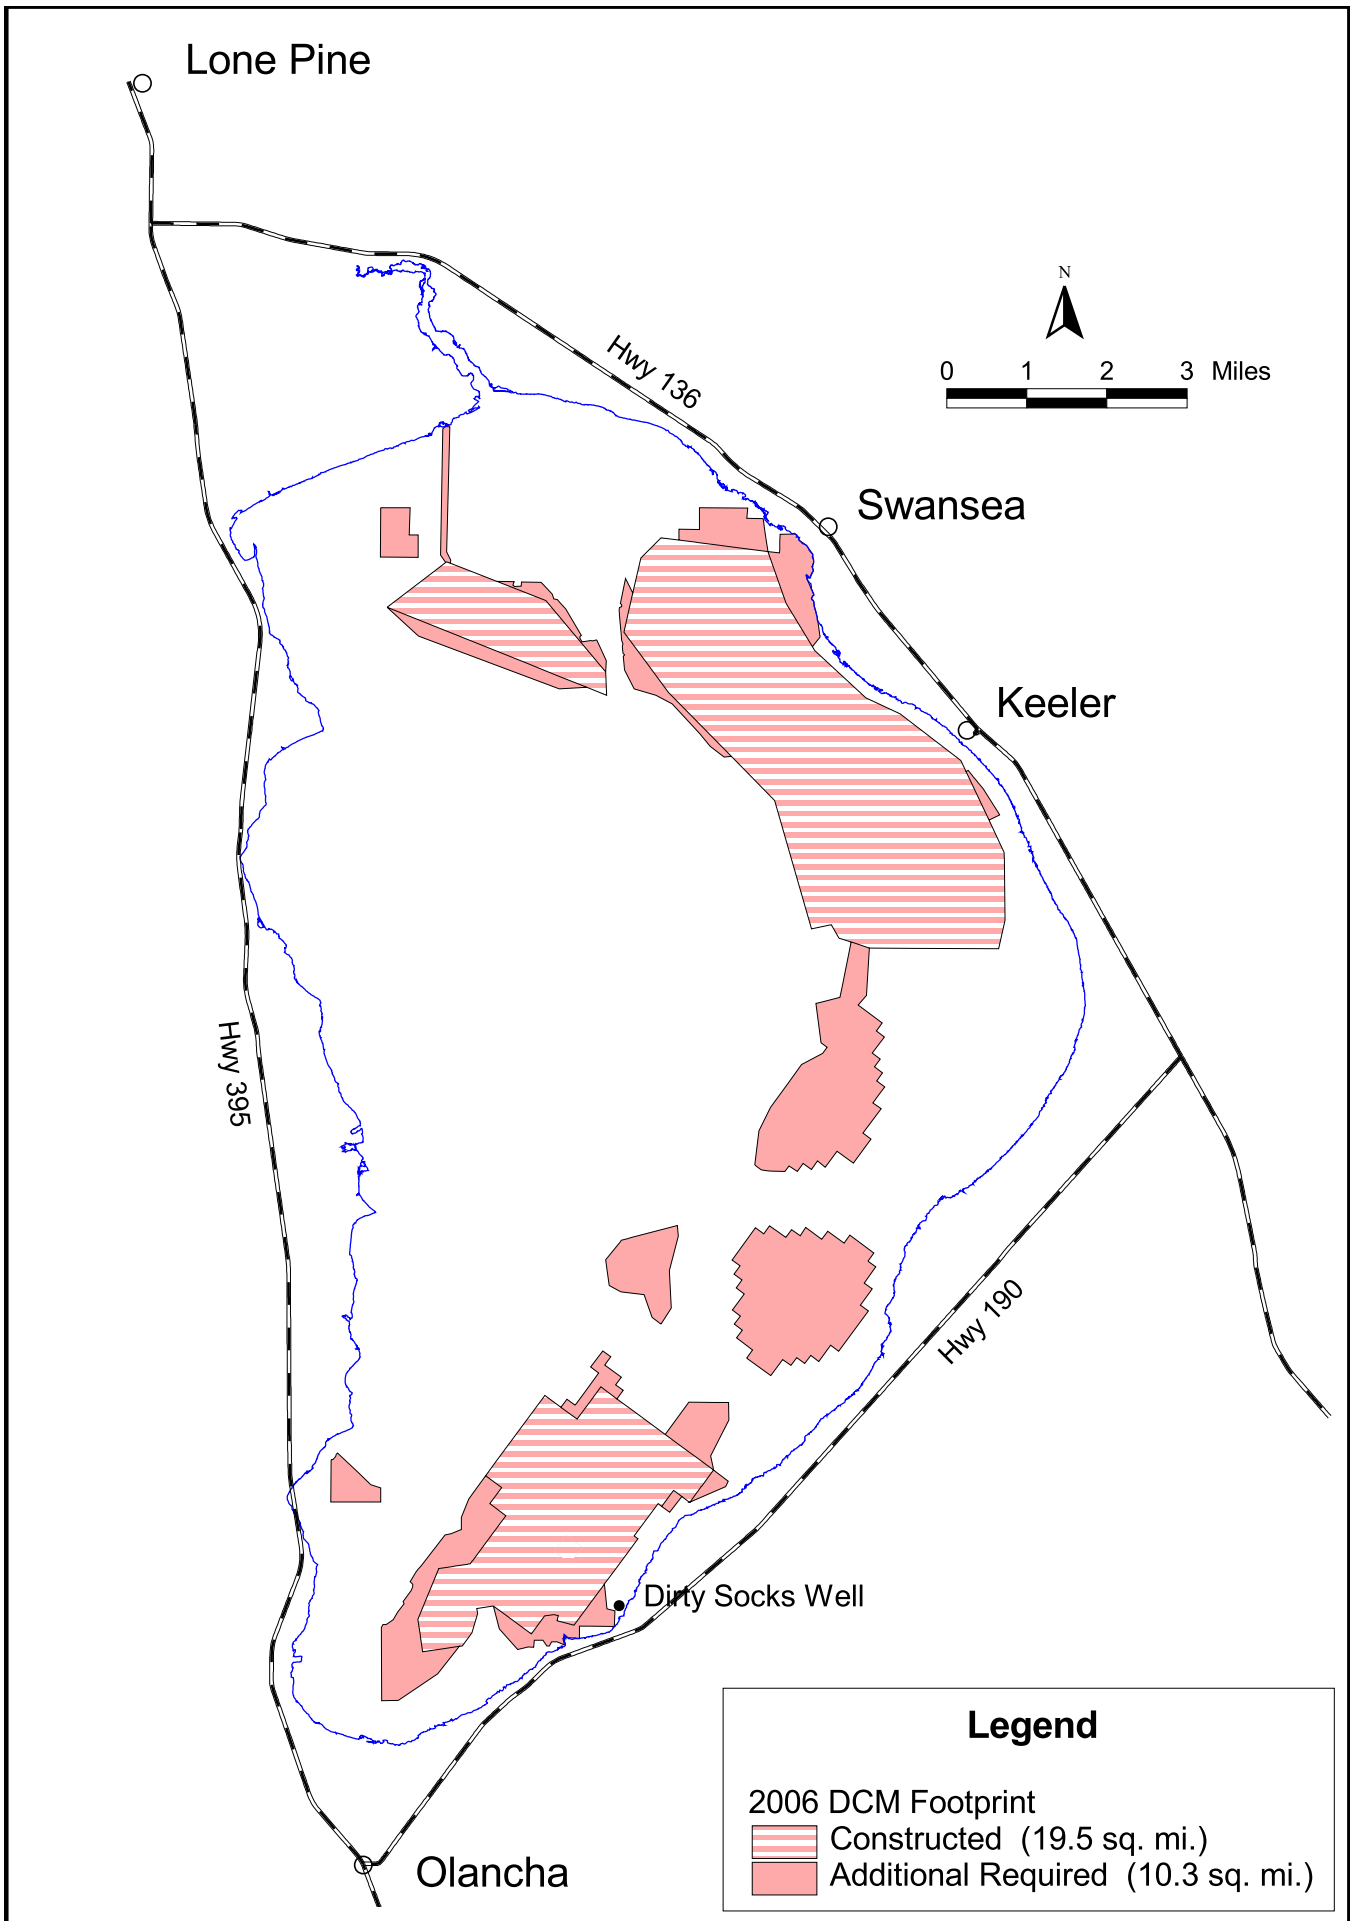 Lone Pine
N
Hwy 136
0 1 2 3 Miles
Swansea
Keeler
Hwy 395
Hwy 190
Dirty Socks Well
Legend
2006 DCM Footprint
Constructed (19.5 sq. mi.)
Additional Required (10.3 sq. mi.)
Olancha